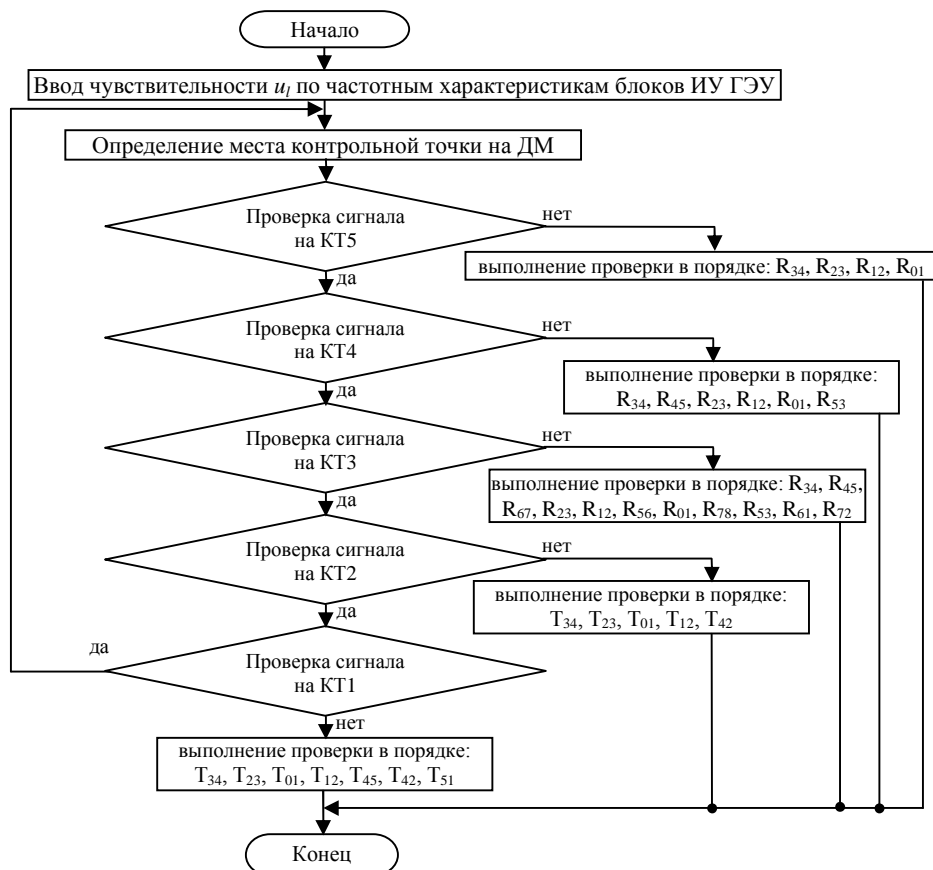 Начало
Ввод чувствительности u_l по частотным характеристикам блоков ИУ ГЭУ
Определение места контрольной точки на ДМ
Проверка сигнала
на КТ5
нет
выполнение проверки в порядке: R₃₄, R₂₃, R₁₂, R₀₁
да
Проверка сигнала
на КТ4
нет
выполнение проверки в порядке:
R₃₄, R₄₅, R₂₃, R₁₂, R₀₁, R₅₃
да
Проверка сигнала
на КТ3
нет
выполнение проверки в порядке: R₃₄, R₄₅,
R₆₇, R₂₃, R₁₂, R₅₆, R₀₁, R₇₈, R₅₃, R₆₁, R₇₂
да
Проверка сигнала
на КТ2
нет
выполнение проверки в порядке:
T₃₄, T₂₃, T₀₁, T₁₂, T₄₂
да
да
Проверка сигнала
на КТ1
нет
выполнение проверки в порядке:
T₃₄, T₂₃, T₀₁, T₁₂, T₄₅, T₄₂, T₅₁
Конец